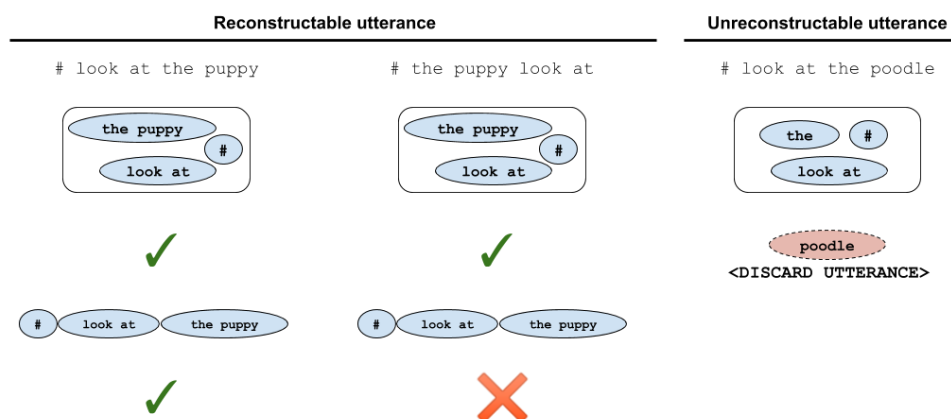 Reconstructable utterance
Unreconstructable utterance
# look at the puppy
# the puppy look at
# look at the poodle
the puppy
#
look at
the puppy
#
look at
the
#
look at
poodle
<DISCARD UTTERANCE>
#
look at
the puppy
#
look at
the puppy